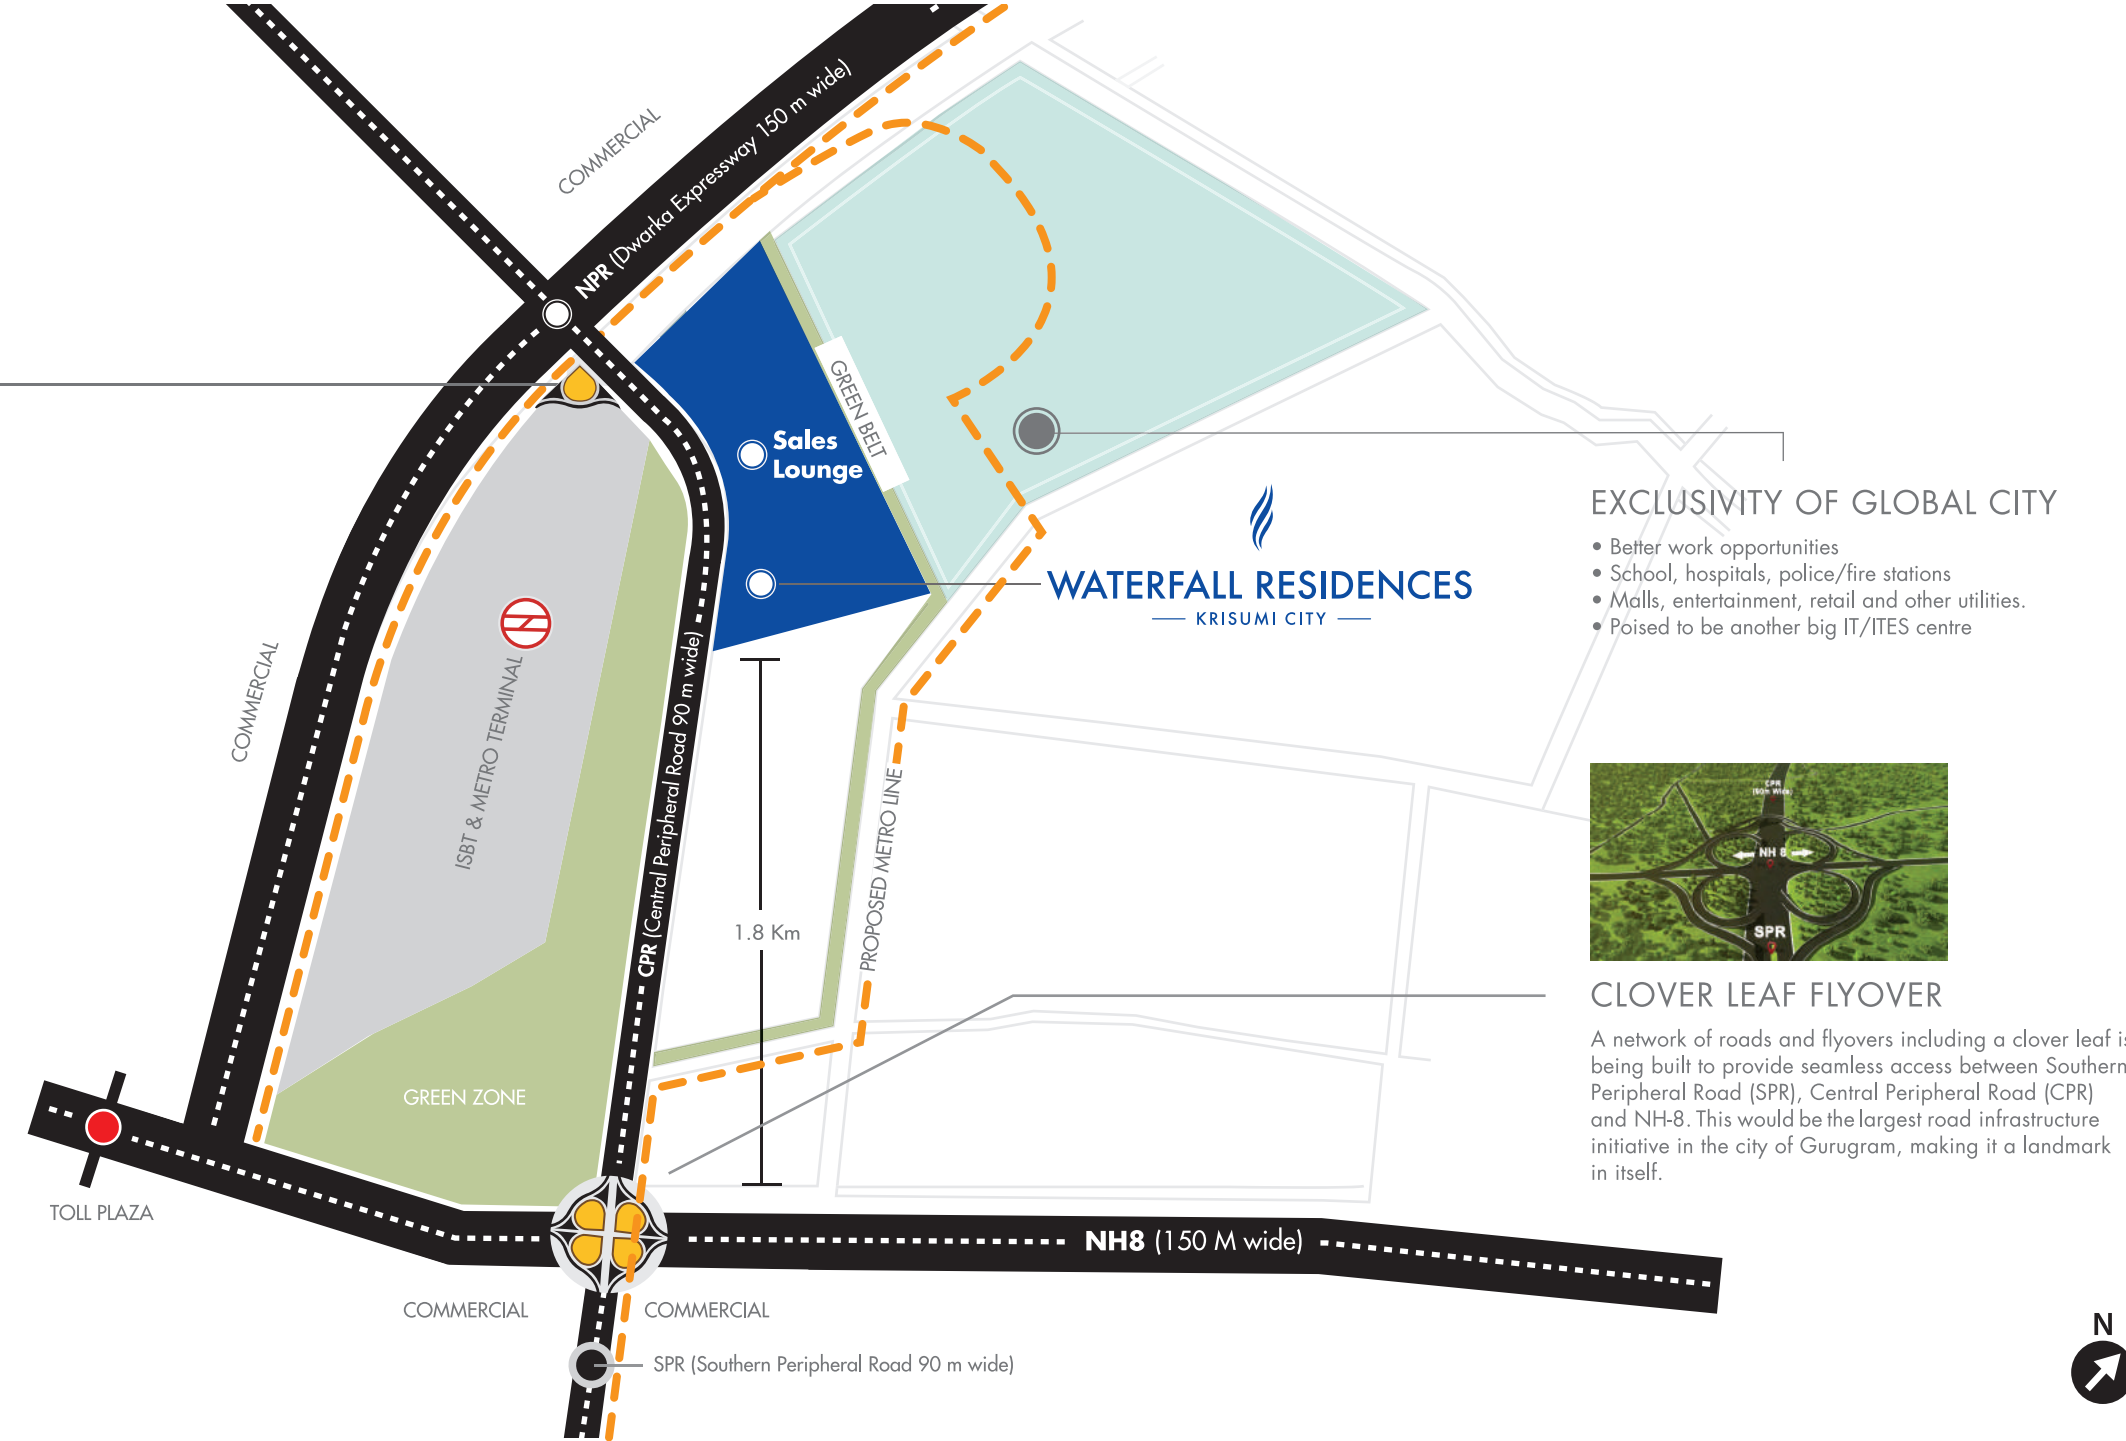 COMMERCIAL
NPR (Dwarka Expressway 150 m wide)
GREEN BELT
Sales
Lounge
WATERFALL RESIDENCES
KRISUMI CITY
EXCLUSIVITY OF GLOBAL CITY
• Better work opportunities
• School, hospitals, police/fire stations
• Malls, entertainment, retail and other utilities.
• Poised to be another big IT/ITES centre
COMMERCIAL
ISBT & METRO TERMINAL
CPR (Central Peripheral Road 90 m wide)
1.8 Km
PROPOSED METRO LINE
CPR
(90m Wide)
NH 8
SPR
CLOVER LEAF FLYOVER
A network of roads and flyovers including a clover leaf is
being built to provide seamless access between Southern
Peripheral Road (SPR), Central Peripheral Road (CPR)
and NH-8. This would be the largest road infrastructure
initiative in the city of Gurugram, making it a landmark
in itself.
GREEN ZONE
TOLL PLAZA
NH8 (150 M wide)
COMMERCIAL
COMMERCIAL
SPR (Southern Peripheral Road 90 m wide)
N